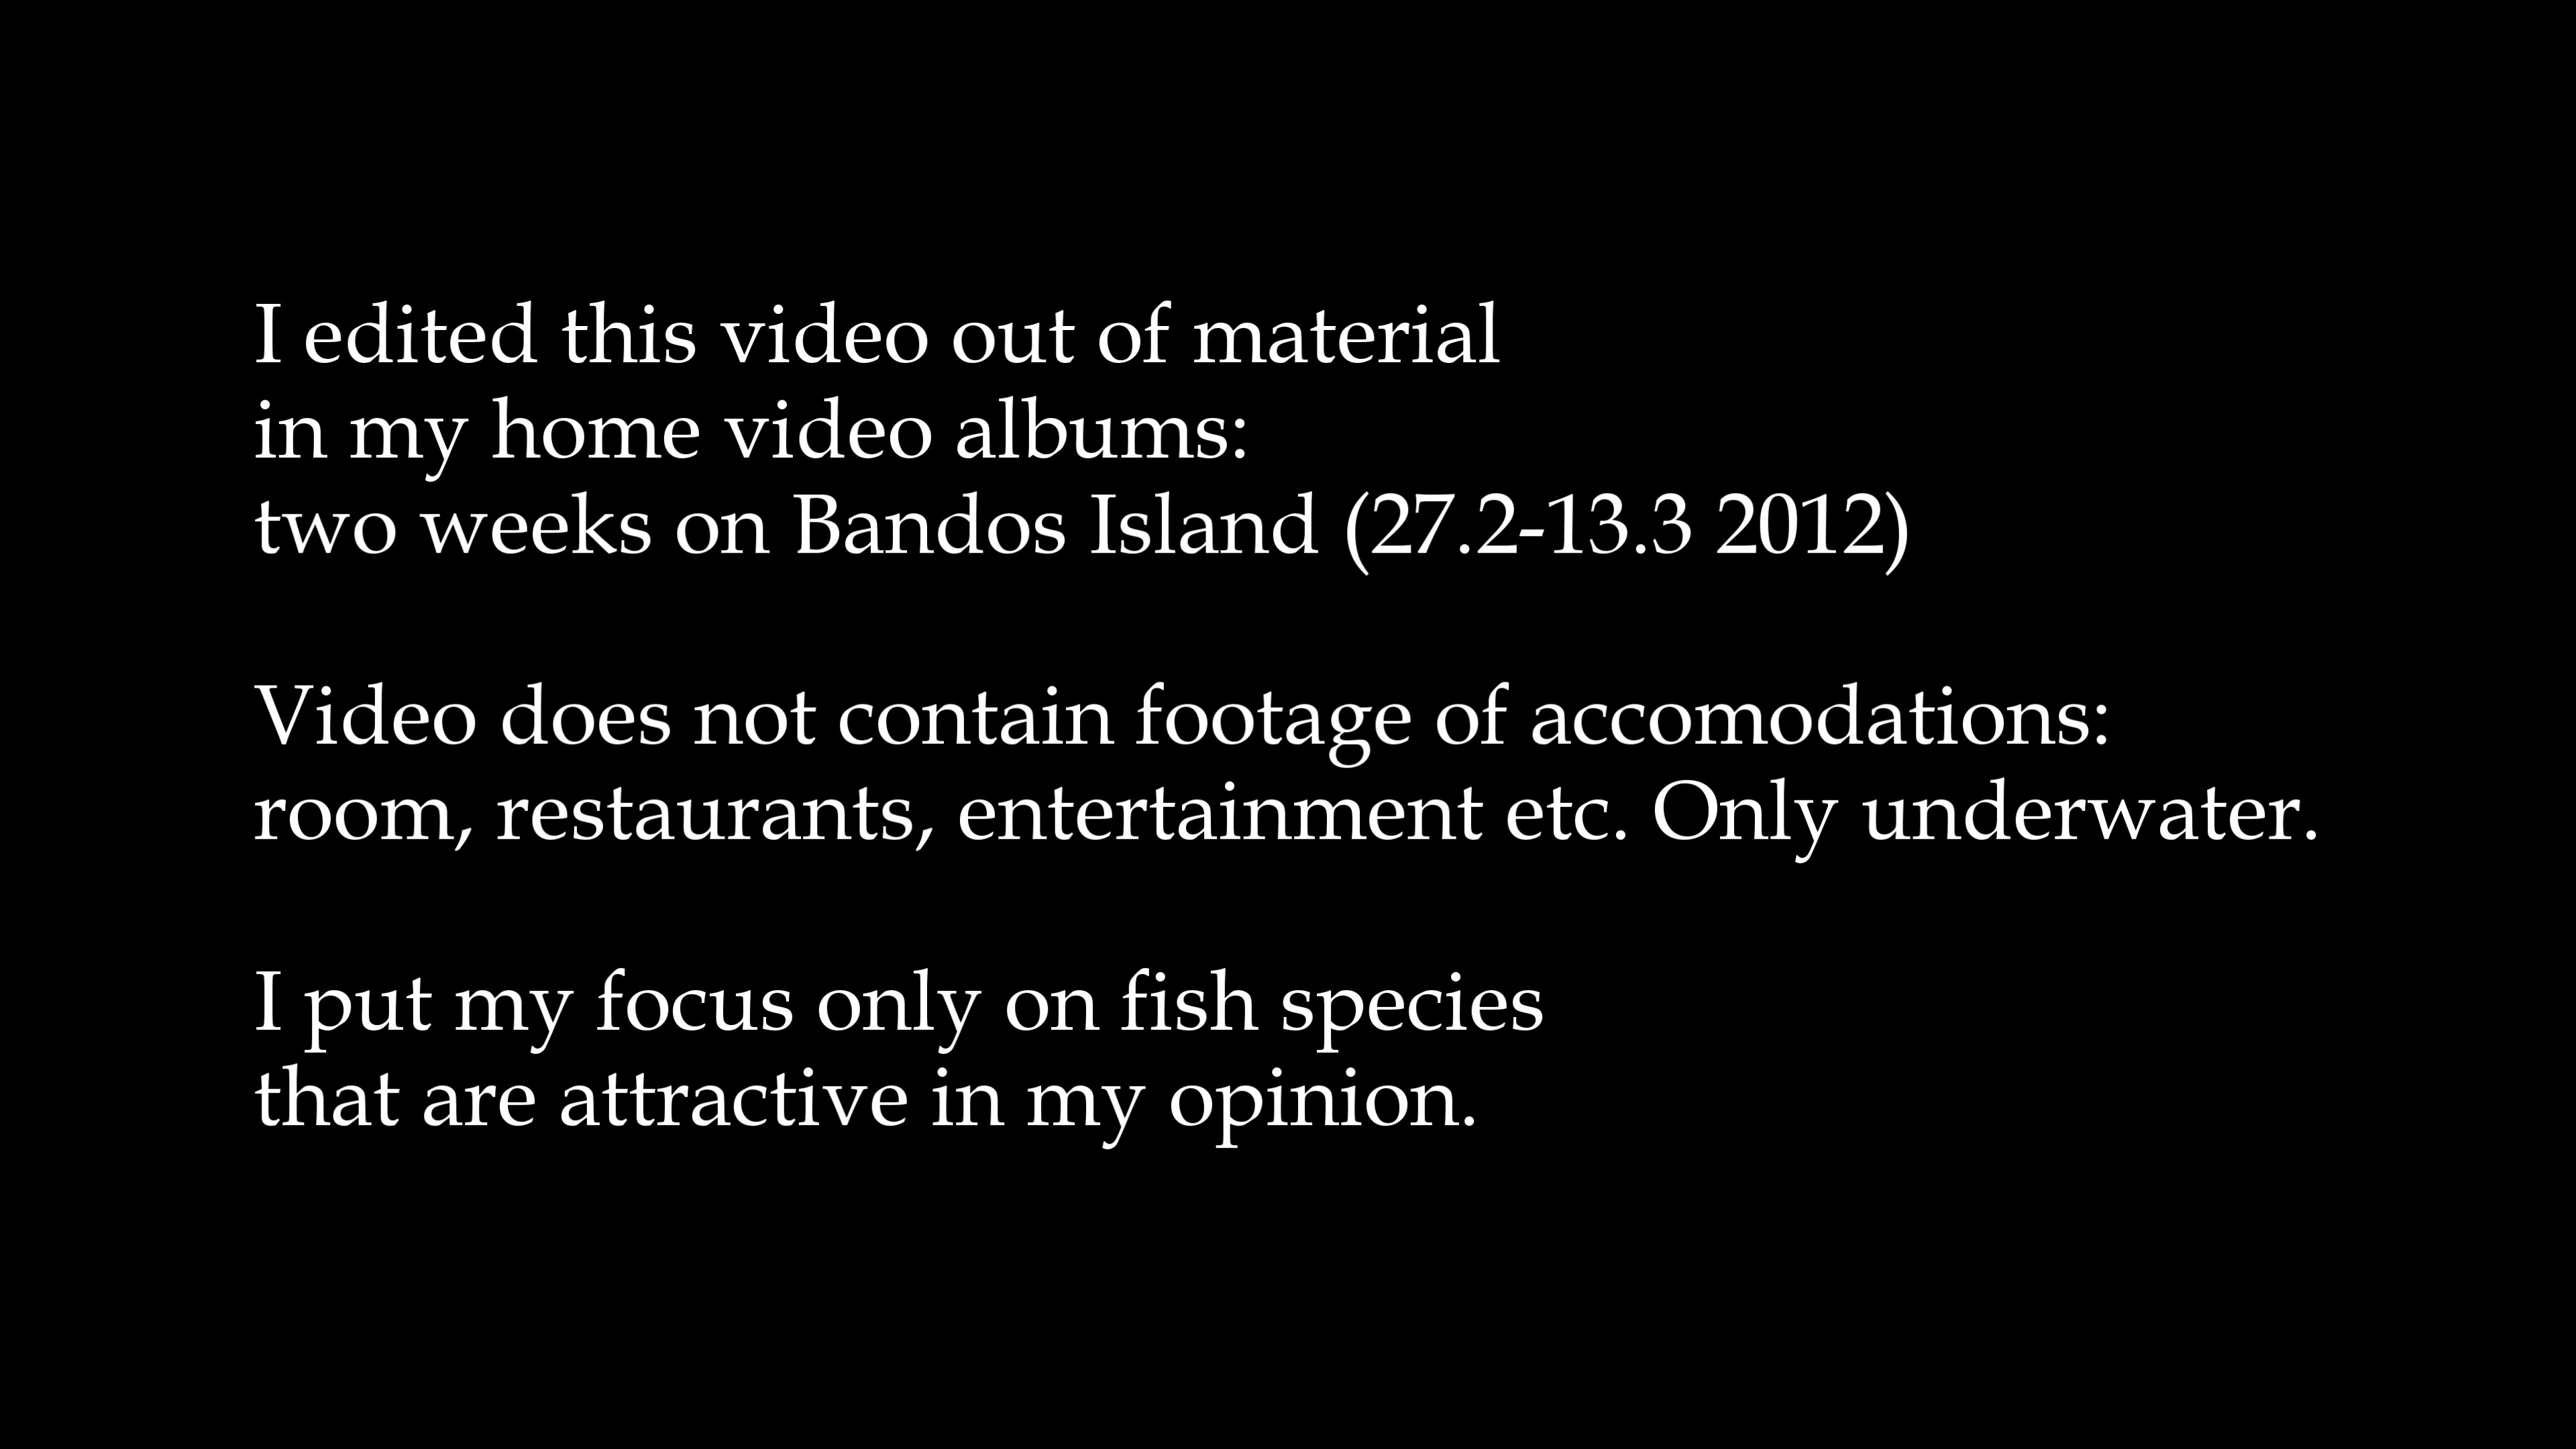 I edited this video out of material
in my home video albums:
two weeks on Bandos Island (27.2-13.3 2012)
Video does not contain footage of accomodations:
room, restaurants, entertainment etc. Only underwater.
I put my focus only on fish species
that are attractive in my opinion.